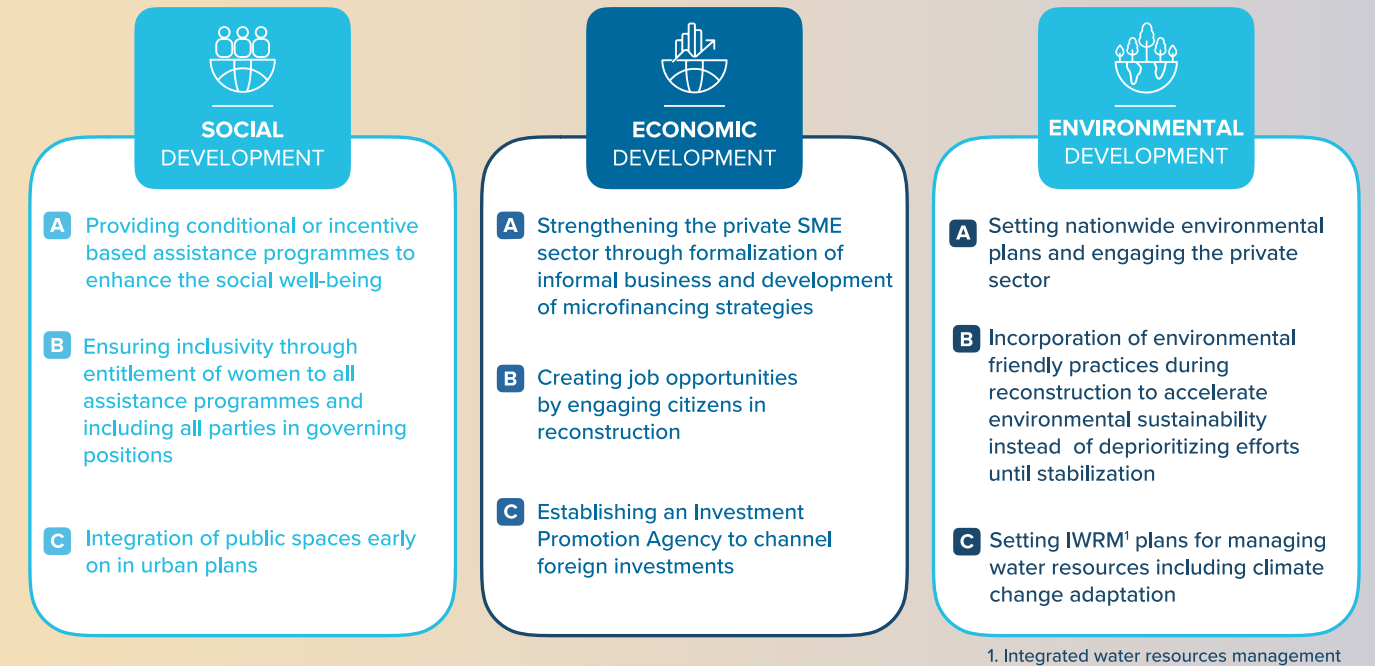 SOCIAL
DEVELOPMENT
A Providing conditional or incentive
based assistance programmes to
enhance the social well-being
B Ensuring inclusivity through
entitlement of women to all
assistance programmes and
including all parties in governing
positions
C Integration of public spaces early
on in urban plans
ECONOMIC
DEVELOPMENT
A Strengthening the private SME
sector through formalization of
informal business and development
of microfinancing strategies
B Creating job opportunities
by engaging citizens in
reconstruction
C Establishing an Investment
Promotion Agency to channel
foreign investments
ENVIRONMENTAL
DEVELOPMENT
A Setting nationwide environmental
plans and engaging the private
sector
B Incorporation of environmental
friendly practices during
reconstruction to accelerate
environmental sustainability
instead of deprioritizing efforts
until stabilization
C Setting IWRM¹ plans for managing
water resources including climate
change adaptation
1. Integrated water resources management